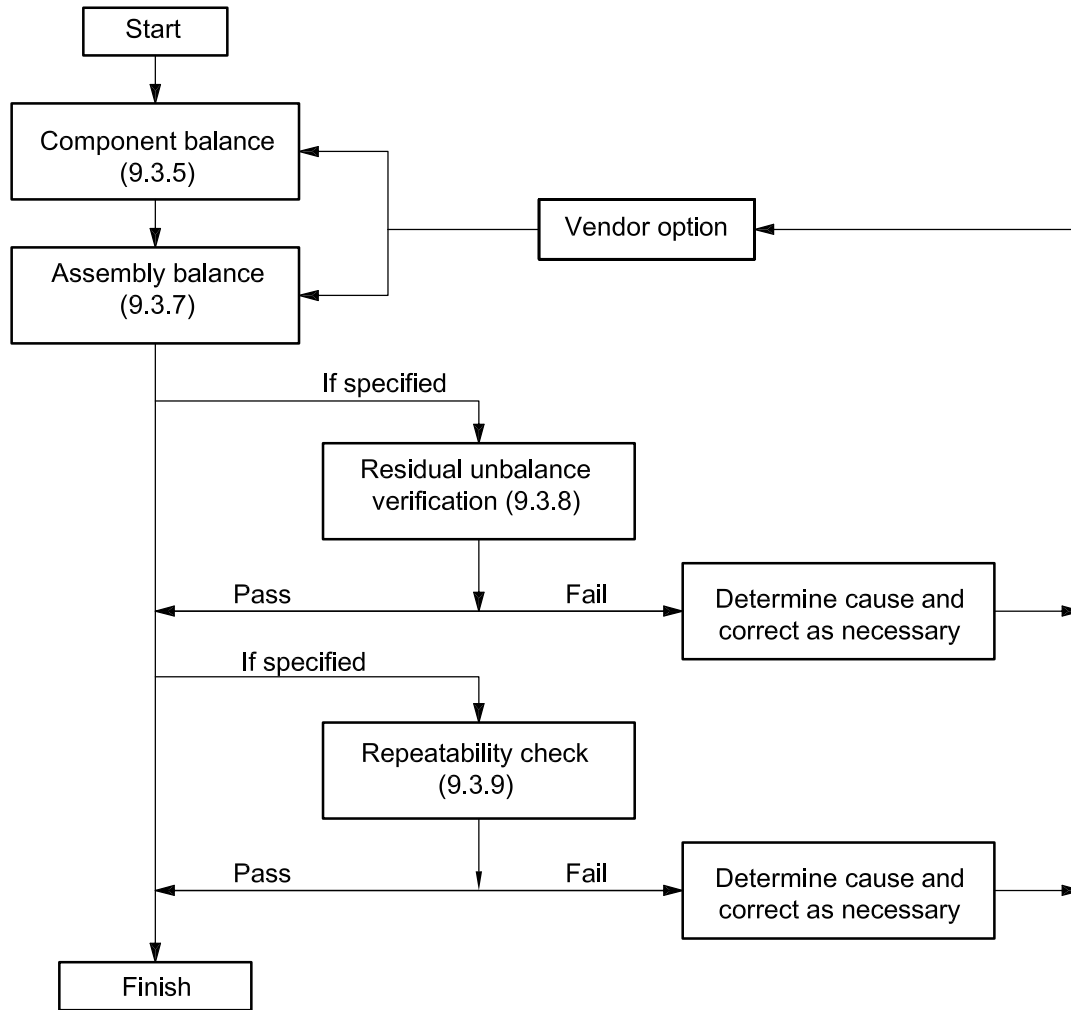 Start
Component balance
(9.3.5)
Vendor option
Assembly balance
(9.3.7)
If specified
Residual unbalance
verification (9.3.8)
Pass
Fail
Determine cause and
correct as necessary
If specified
Repeatability check
(9.3.9)
Pass
Fail
Determine cause and
correct as necessary
Finish